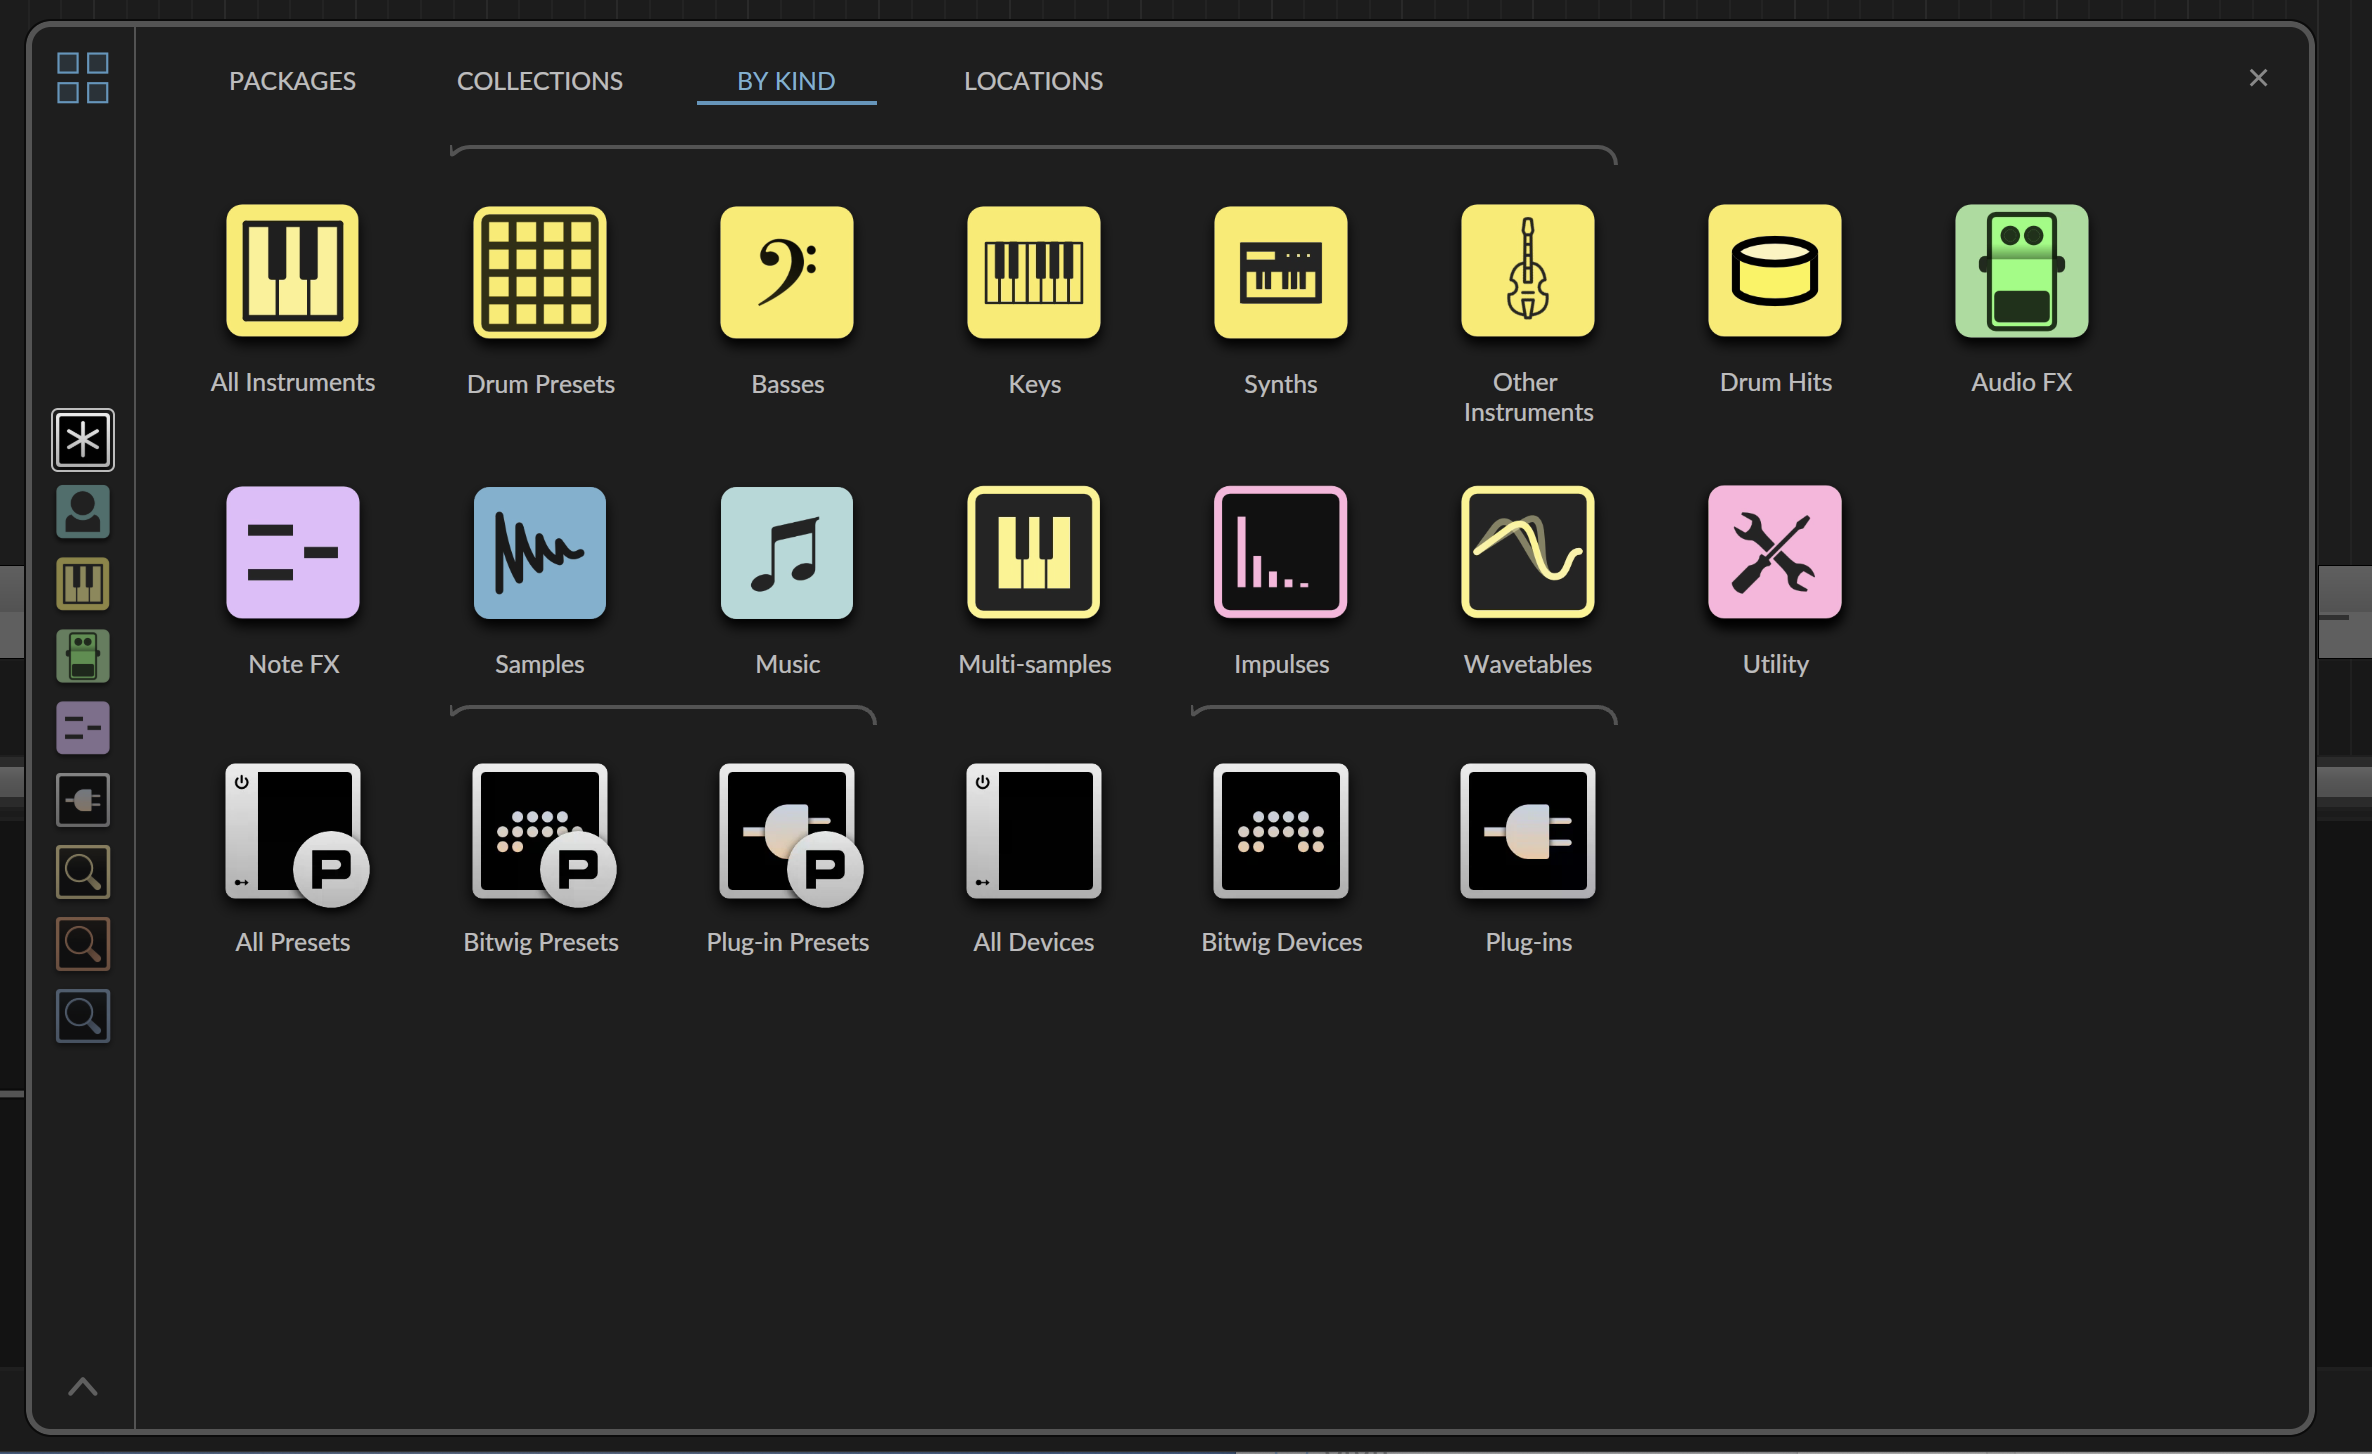 PACKAGES
COLLECTIONS
BY KIND
LOCATIONS
All Instruments
Drum Presets
Basses
Keys
Synths
Other
Instruments
Drum Hits
Audio FX
Note FX
Samples
Music
Multi-samples
Impulses
Wavetables
Utility
P
P
P
All Presets
Bitwig Presets
Plug-in Presets
All Devices
Bitwig Devices
Plug-ins